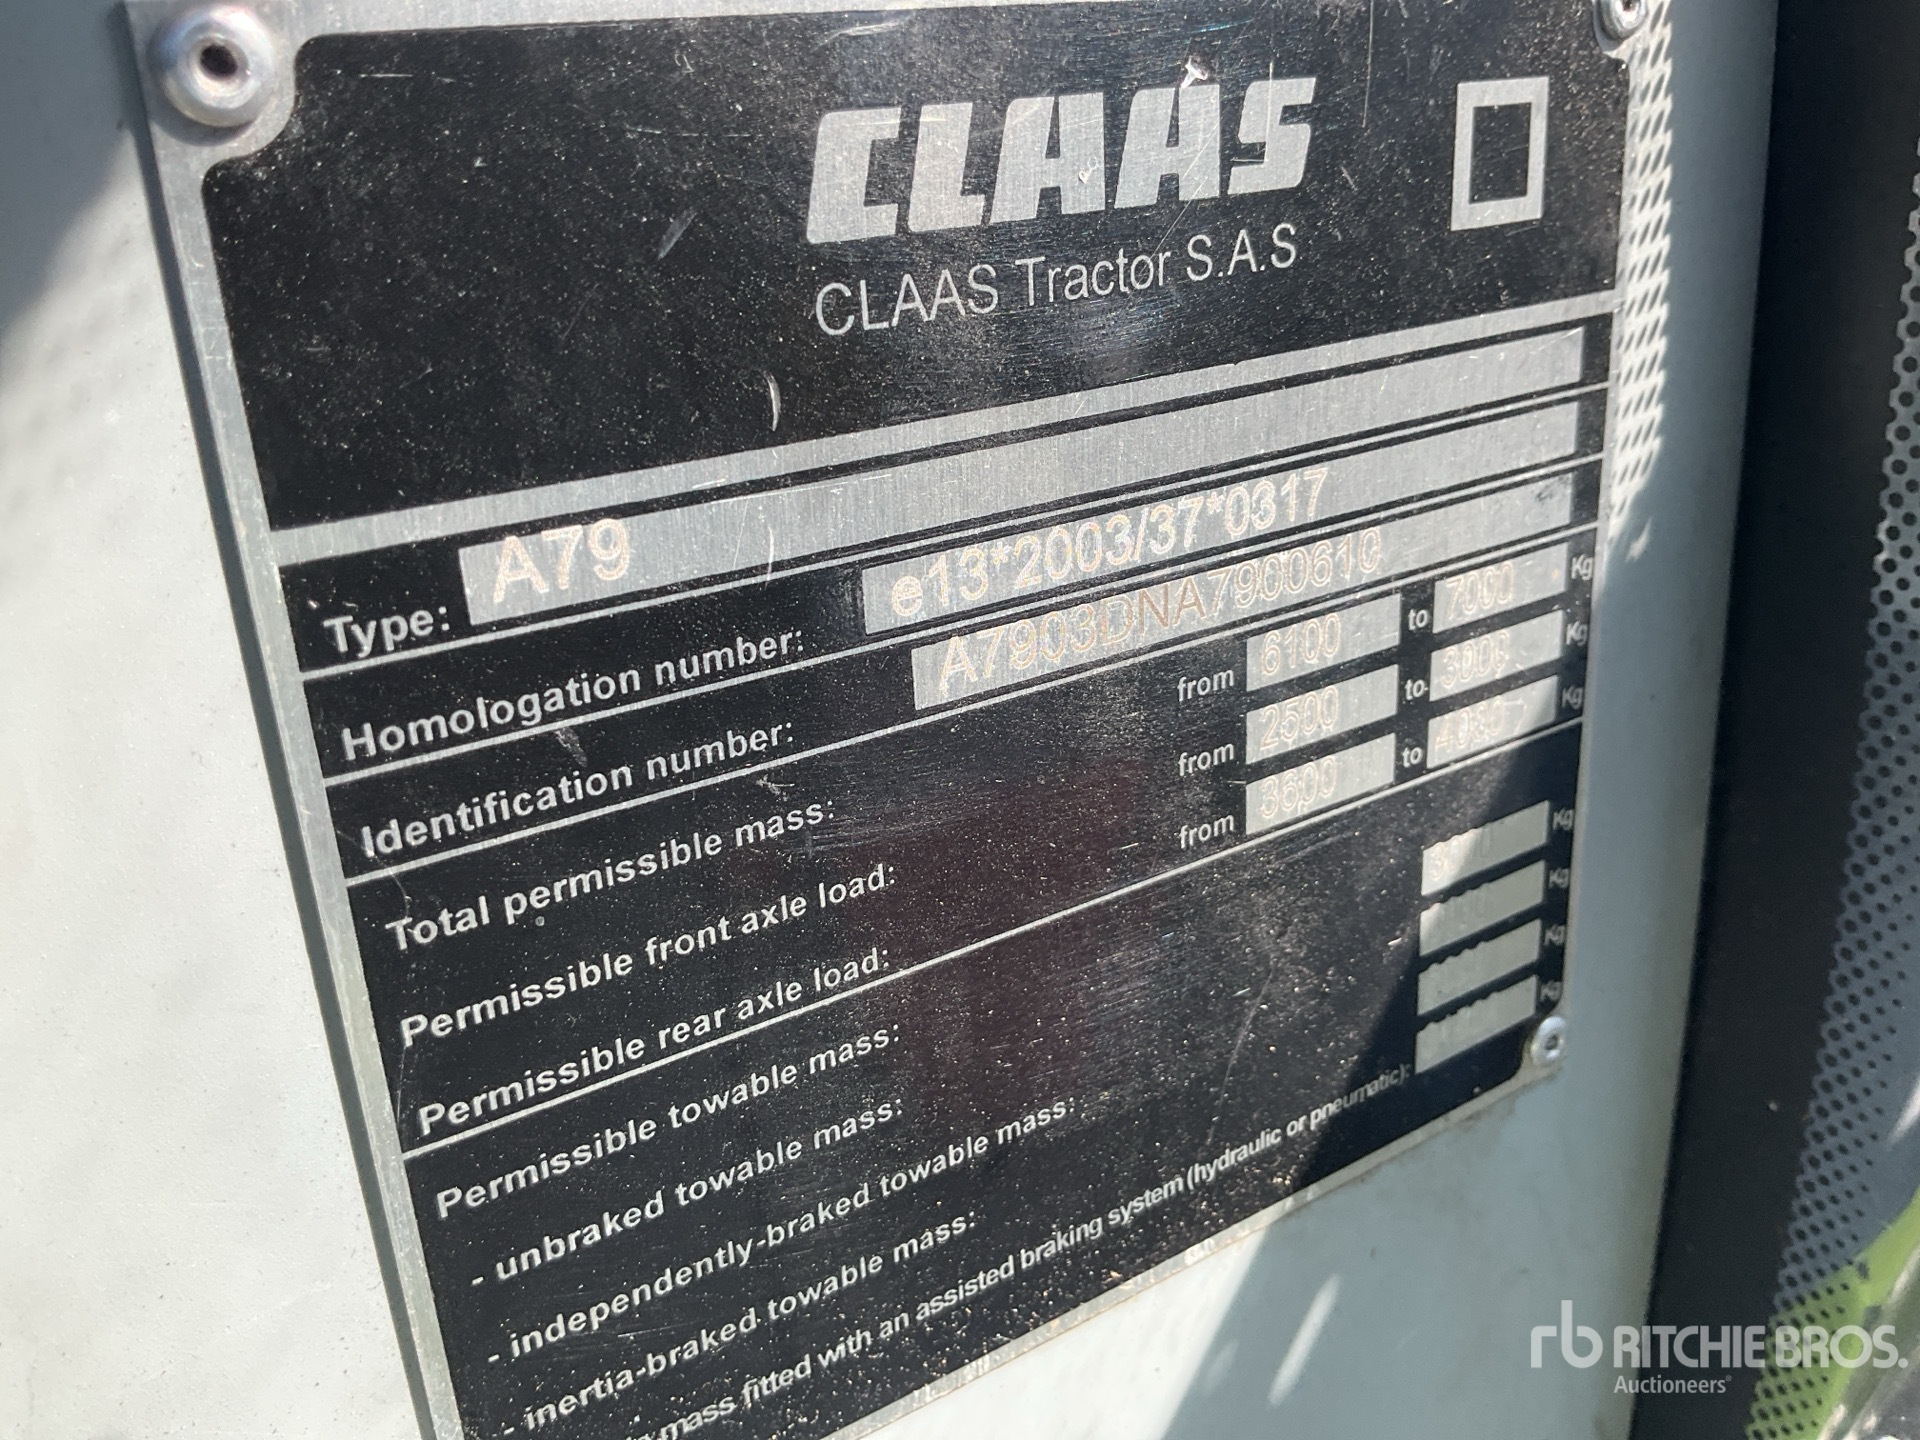 CLAAS
CLAAS Tractor S.A.S
Type: A79
Homologation number: e13*2003/37*0317
Identification number: A7903DNA7900610
Total permissible mass: from 6100 to 7000 Kg
Permissible front axle load: from 2500 to Kg
Permissible rear axle load: from 3600 to Kg
Permissible towable mass:
- unbraked towable mass: Kg
- independently-braked towable mass: Kg
- inertia-braked towable mass: Kg
mass fitted with an assisted braking system (hydraulic or pneumatic): Kg
rb RITCHIE BROS.
Auctioneers